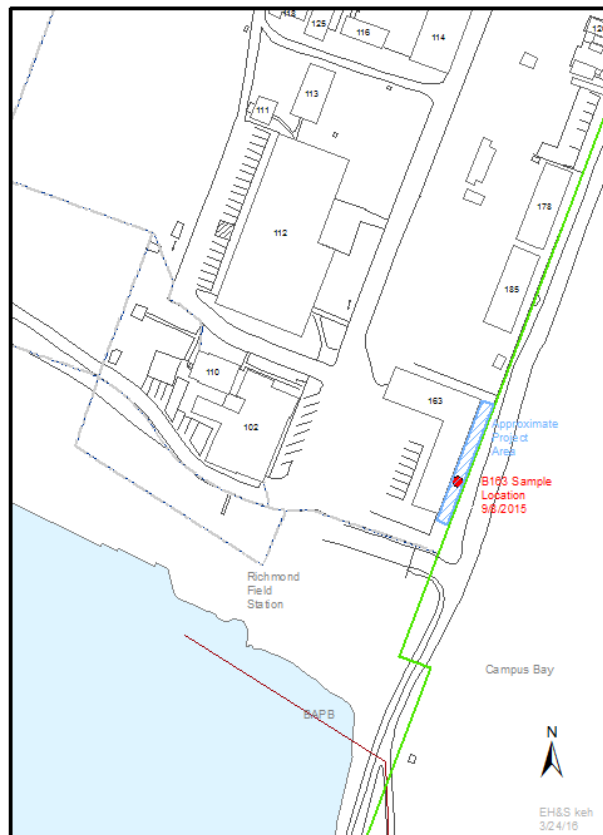 125
116
114
113
111
112
178
185
110
102
163
Approximate
Project
Area
B163 Sample
Location
9/8/2015
Richmond
Field
Station
Campus Bay
BAPB
N
EH&S keh
3/24/16